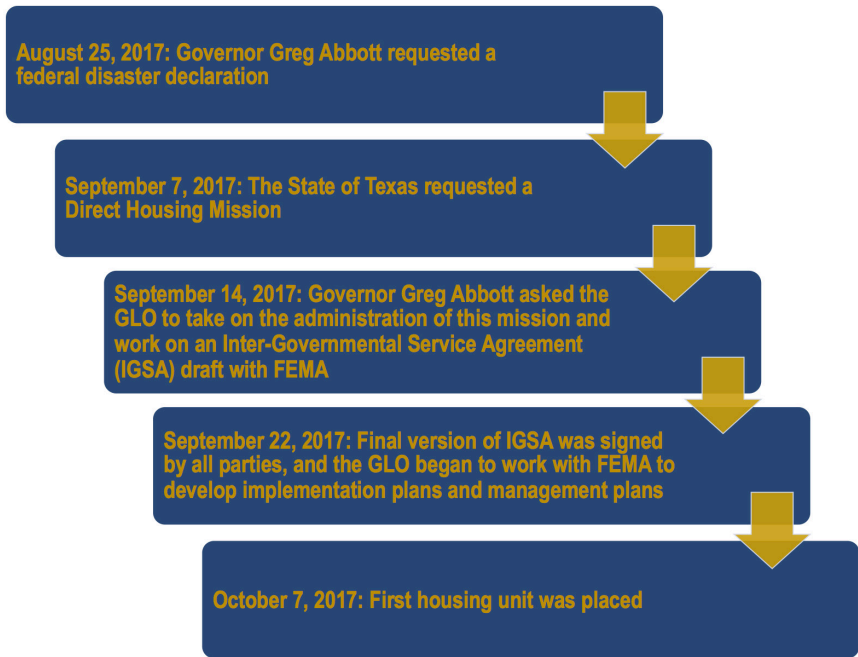 August 25, 2017: Governor Greg Abbott requested a
federal disaster declaration
September 7, 2017: The State of Texas requested a
Direct Housing Mission
September 14, 2017: Governor Greg Abbott asked the
GLO to take on the administration of this mission and
work on an Inter-Governmental Service Agreement
(IGSA) draft with FEMA
September 22, 2017: Final version of IGSA was signed
by all parties, and the GLO began to work with FEMA to
develop implementation plans and management plans
October 7, 2017: First housing unit was placed